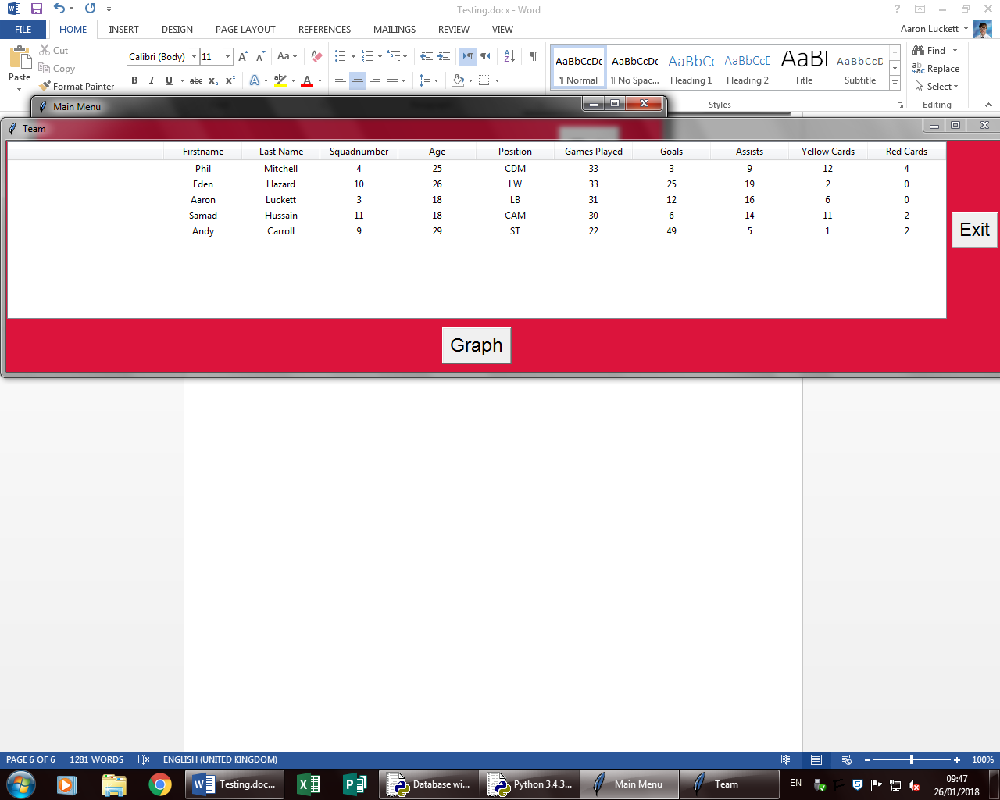 Testing.docx - Word
FILE HOME INSERT DESIGN PAGE LAYOUT REFERENCES MAILINGS REVIEW VIEW Aaron Luckett
Paste
Cut
Copy
Format Painter
Calibri (Body) 11
AaBbCcDc AaBbCcDc AaBbCc AaBbCcD AaBl AaBbCcD
¶ Normal ¶ No Spac... Heading 1 Heading 2 Title Subtitle
Styles
Find
Replace
Select
Editing
Main Menu
Team
Firstname Last Name Squadnumber Age Position Games Played Goals Assists Yellow Cards Red Cards
Phil Mitchell 4 25 CDM 33 3 9 12 4
Eden Hazard 10 26 LW 33 25 19 2 0
Aaron Luckett 3 18 LB 31 12 16 6 0
Samad Hussain 11 18 CAM 30 6 14 11 2
Andy Carroll 9 29 ST 22 49 5 1 2
Exit
Graph
PAGE 6 OF 6 1281 WORDS ENGLISH (UNITED KINGDOM) 100%
Testing.doc... Database wi... Python 3.4.3... Main Menu Team EN 09:47
26/01/2018